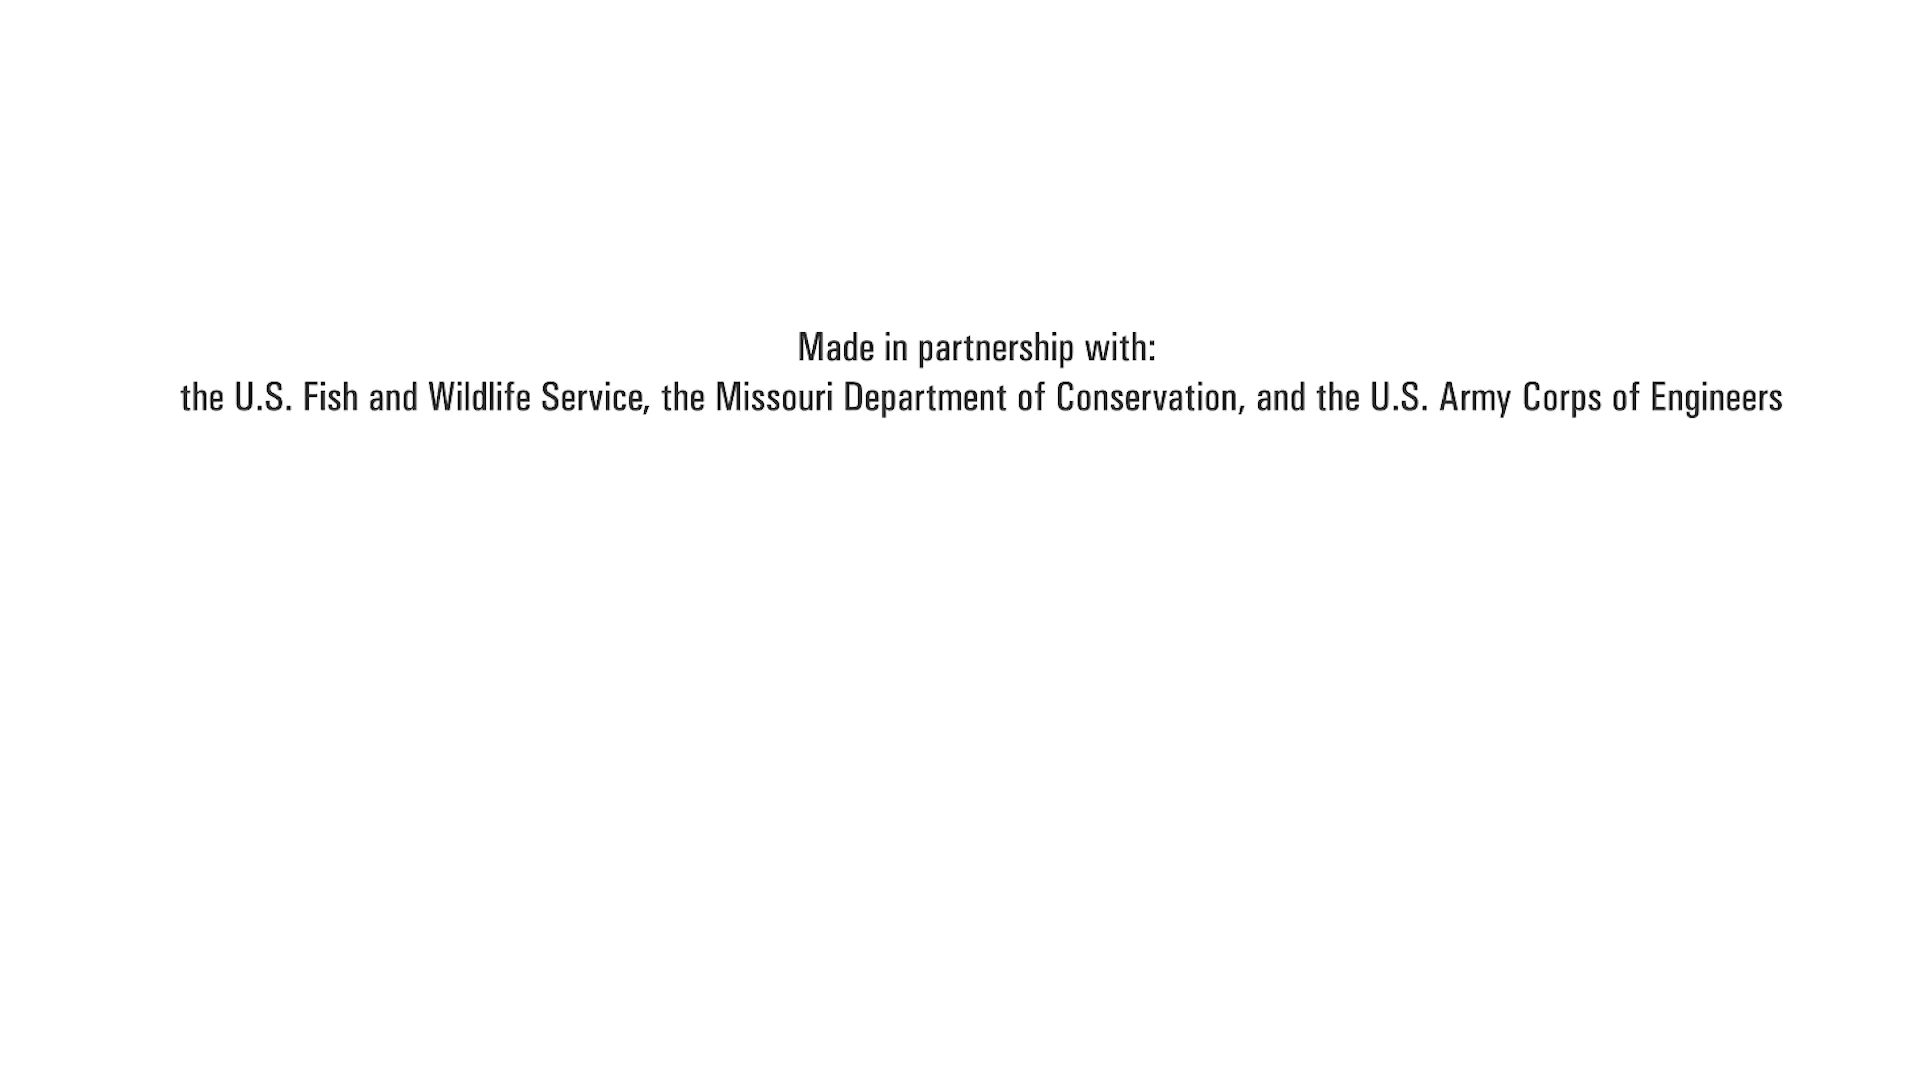 Made in partnership with:
the U.S. Fish and Wildlife Service, the Missouri Department of Conservation, and the U.S. Army Corps of Engineers